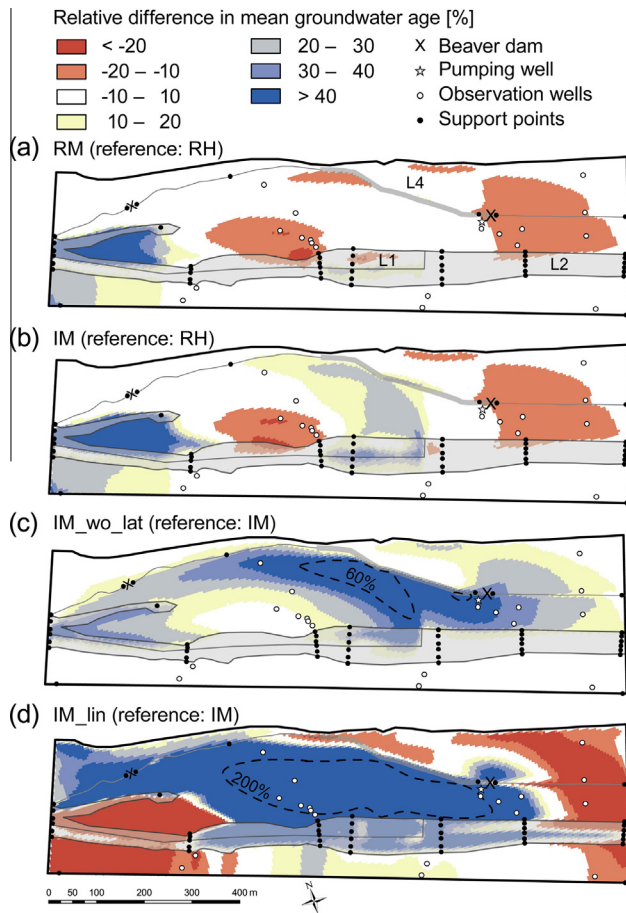 Relative difference in mean groundwater age [%]
< -20
20 – 30
X Beaver dam
-20 – -10
30 – 40
Pumping well
-10 – 10
> 40
Observation wells
10 – 20
Support points
(a) RM (reference: RH)
L4
L1
L2
(b) IM (reference: RH)
(c) IM_wo_lat (reference: IM)
60%
(d) IM_lin (reference: IM)
200%
0 50 100 200 300 400 m
N